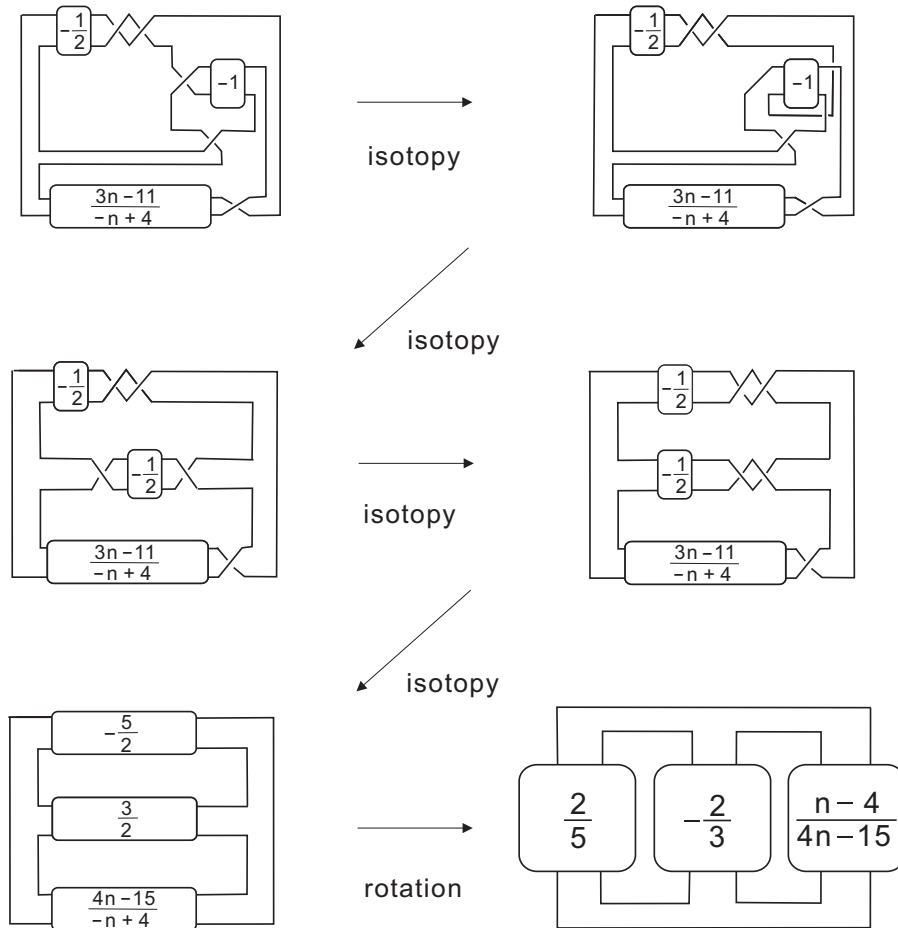 -1/2
-1
3n-11/-n+4
isotopy
-1/2
-1
3n-11/-n+4
isotopy
-1/2
-1/2
3n-11/-n+4
isotopy
-1/2
-1/2
3n-11/-n+4
isotopy
-5/2
3/2
4n-15/-n+4
rotation
2/5
-2/3
n-4/4n-15